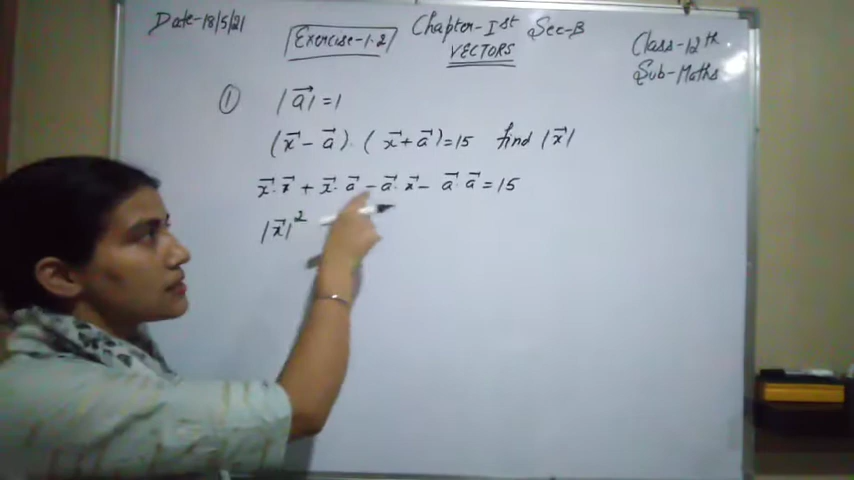 Date-18/5/21
Exercise-1.2
Chapter-Ist Sec-B
VECTORS
Class-12th
Sub-Maths
① |a⃗| = 1
(x⃗ - a⃗) · (x⃗ + a⃗) = 15 find |x⃗|
x⃗·x⃗ + x⃗·a⃗ - a⃗·x⃗ - a⃗·a⃗ = 15
|x⃗|²